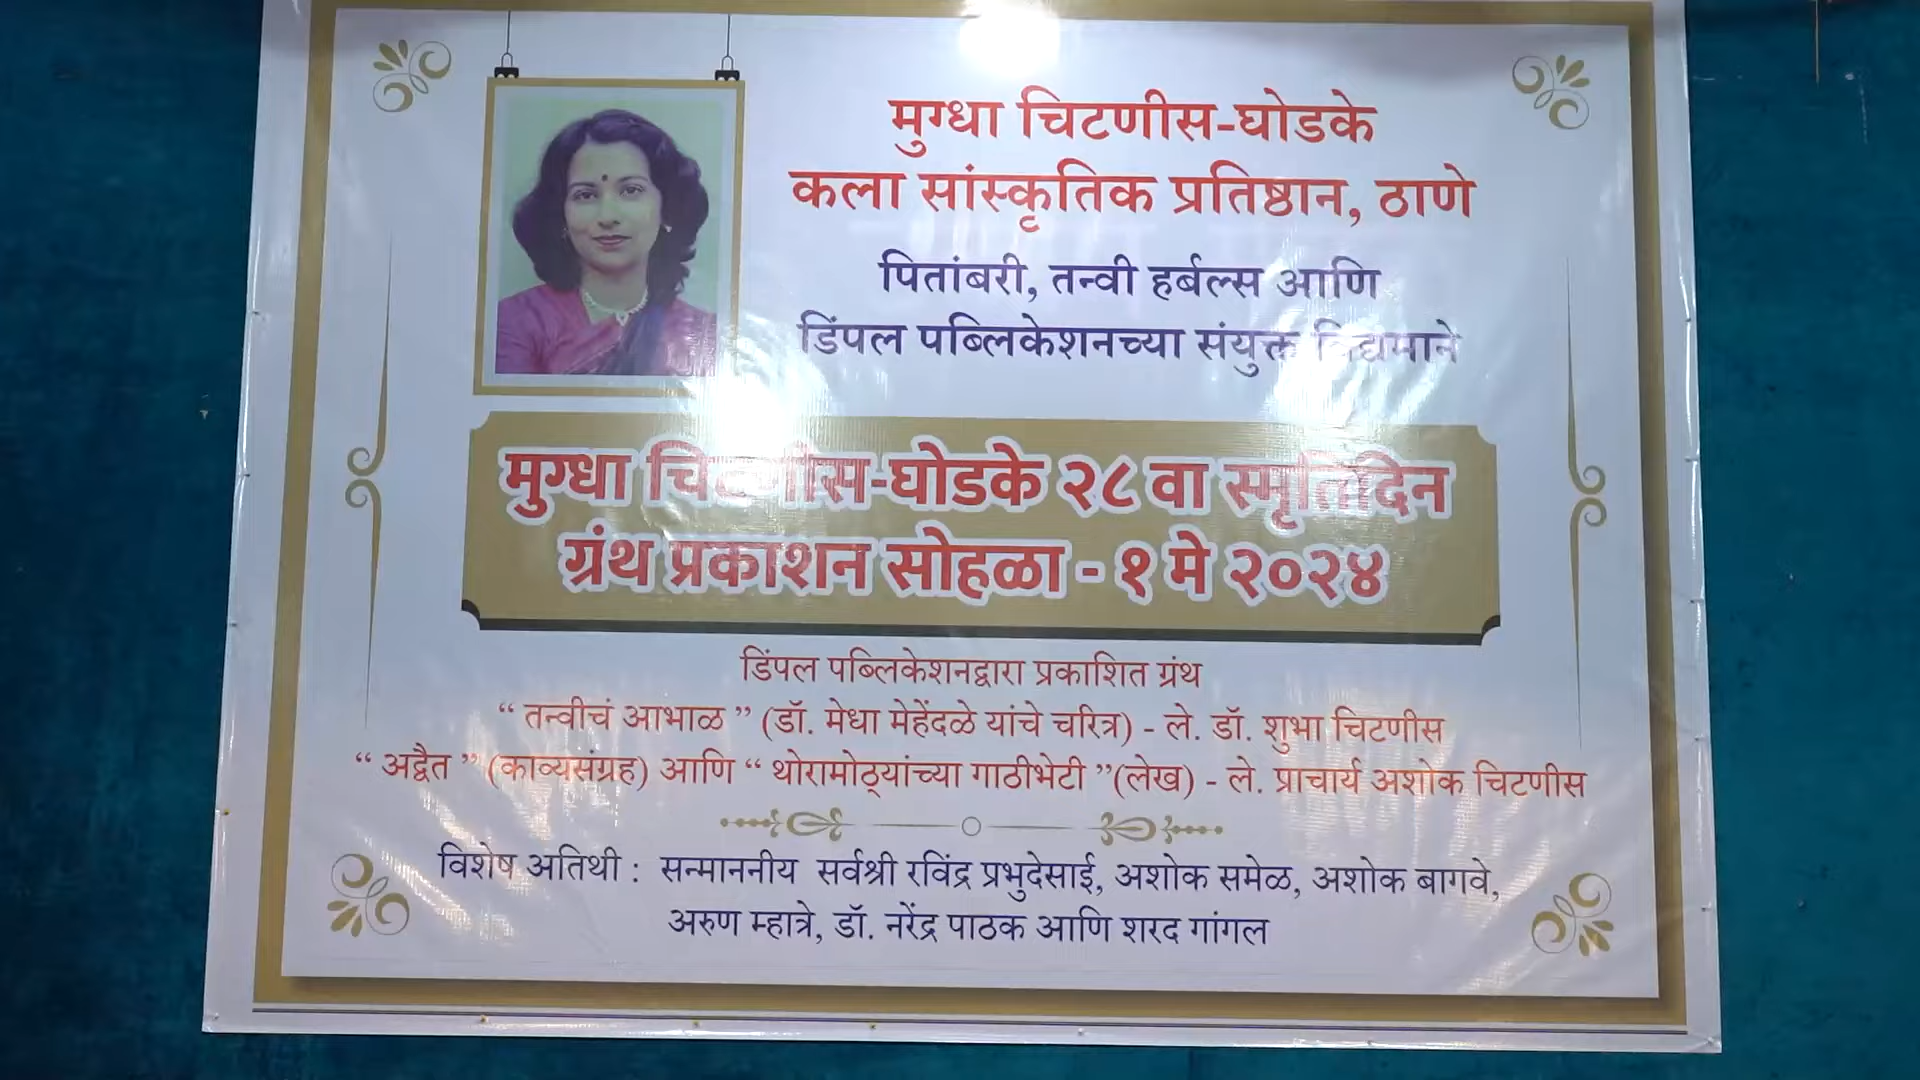 मुग्धा चिटणीस-घोडके
कला सांस्कृतिक प्रतिष्ठान, ठाणे
पितांबरी, तन्वी हर्बल्स आणि
डिंपल पब्लिकेशनच्या संयुक्त विद्यमाने
मुग्धा चिटणीस-घोडके २८ वा स्मृतिदिन
ग्रंथ प्रकाशन सोहळा - १ मे २०२४
डिंपल पब्लिकेशनद्वारा प्रकाशित ग्रंथ
“ तन्वीचं आभाळ ” (डॉ. मेधा मेहेंदळे यांचे चरित्र) - ले. डॉ. शुभा चिटणीस
“ अद्वैत ” (काव्यसंग्रह) आणि “ थोरामोठ्यांच्या गाठीभेटी ”(लेख) - ले. प्राचार्य अशोक चिटणीस
विशेष अतिथी : सन्माननीय सर्वश्री रविंद्र प्रभुदेसाई, अशोक समेळ, अशोक बागवे,
अरुण म्हात्रे, डॉ. नरेंद्र पाठक आणि शरद गांगल